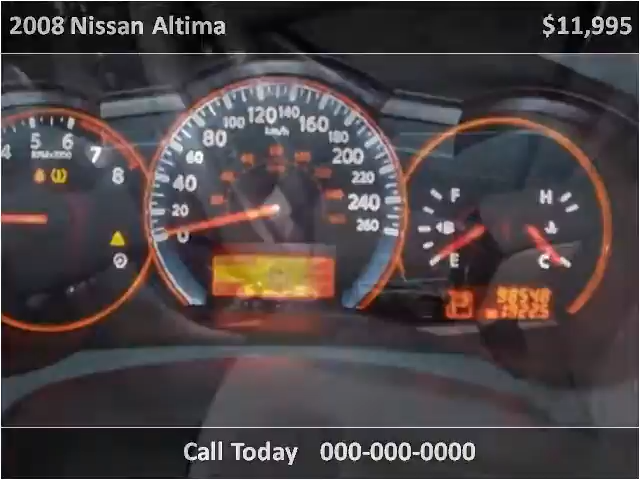 2008 Nissan Altima $11,995
120 140
100 160
80 180
km/h
60 200
220
40 240
20 260
0
4 5 6 7 8
F H
E C
Call Today 000-000-0000